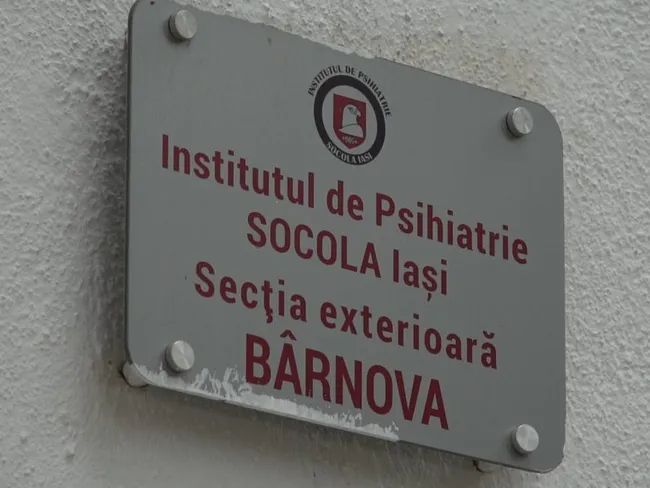 INSTITUTUL DE PSIHIATRIE
SOCOLA IAȘI
Institutul de Psihiatrie
SOCOLA Iași
Secţia exterioară
BÂRNOVA